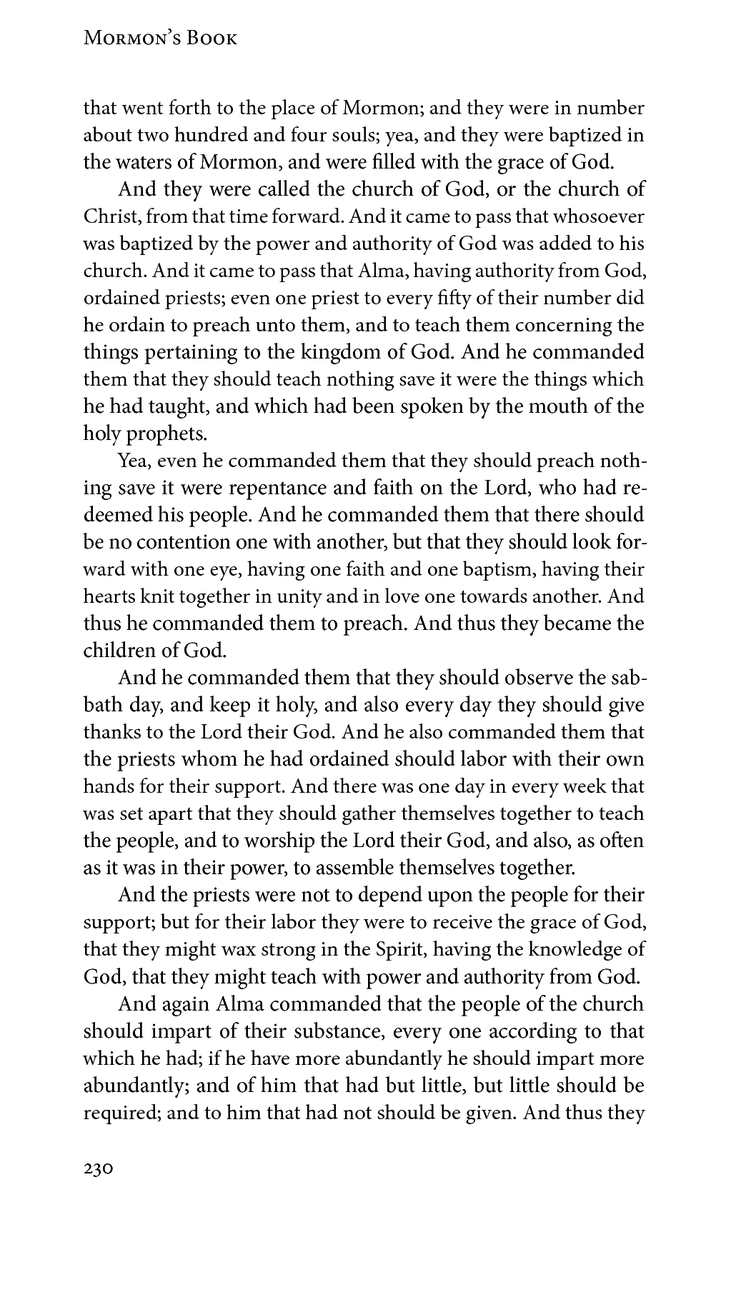 Mormon's Book
that went forth to the place of Mormon; and they were in number
about two hundred and four souls; yea, and they were baptized in
the waters of Mormon, and were filled with the grace of God.
And they were called the church of God, or the church of
Christ, from that time forward. And it came to pass that whosoever
was baptized by the power and authority of God was added to his
church. And it came to pass that Alma, having authority from God,
ordained priests; even one priest to every fifty of their number did
he ordain to preach unto them, and to teach them concerning the
things pertaining to the kingdom of God. And he commanded
them that they should teach nothing save it were the things which
he had taught, and which had been spoken by the mouth of the
holy prophets.
Yea, even he commanded them that they should preach noth-
ing save it were repentance and faith on the Lord, who had re-
deemed his people. And he commanded them that there should
be no contention one with another, but that they should look for-
ward with one eye, having one faith and one baptism, having their
hearts knit together in unity and in love one towards another. And
thus he commanded them to preach. And thus they became the
children of God.
And he commanded them that they should observe the sab-
bath day, and keep it holy, and also every day they should give
thanks to the Lord their God. And he also commanded them that
the priests whom he had ordained should labor with their own
hands for their support. And there was one day in every week that
was set apart that they should gather themselves together to teach
the people, and to worship the Lord their God, and also, as often
as it was in their power, to assemble themselves together.
And the priests were not to depend upon the people for their
support; but for their labor they were to receive the grace of God,
that they might wax strong in the Spirit, having the knowledge of
God, that they might teach with power and authority from God.
And again Alma commanded that the people of the church
should impart of their substance, every one according to that
which he had; if he have more abundantly he should impart more
abundantly; and of him that had but little, but little should be
required; and to him that had not should be given. And thus they
230